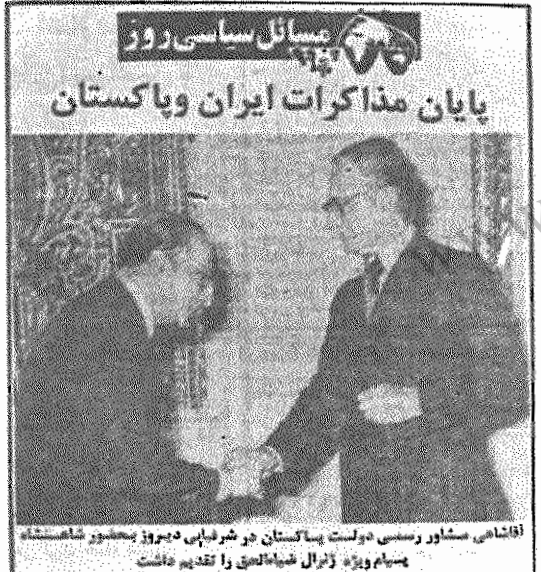 مسائل سیاسی روز
پایان مذاکرات ایران وپاکستان
آقاشاهی مشاور رسمی دولت پاکستان در شرفیابی دیروز بحضور شاهنشاه
پیام ویژه ژنرال ضیاءالحق را تقدیم داشت